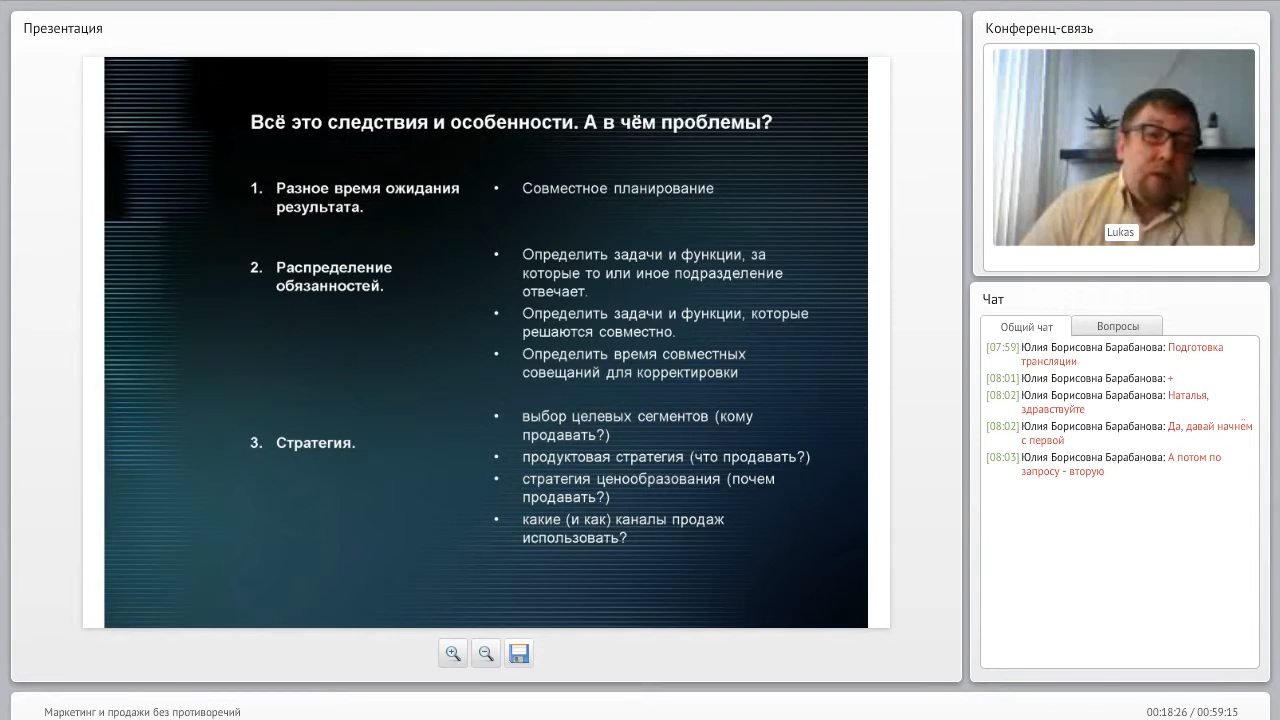 Презентация
Всё это следствия и особенности. А в чём проблемы?
1. Разное время ожидания
результата.
• Совместное планирование
2. Распределение
обязанностей.
• Определить задачи и функции, за
которые то или иное подразделение
отвечает.
• Определить задачи и функции, которые
решаются совместно.
• Определить время совместных
совещаний для корректировки
3. Стратегия.
• выбор целевых сегментов (кому
продавать?)
• продуктовая стратегия (что продавать?)
• стратегия ценообразования (почем
продавать?)
• какие (и как) каналы продаж
использовать?
Конференц-связь
Lukas
Чат
Общий чат
Вопросы
[07:59] Юлия Борисовна Барабанова: Подготовка
трансляции
[08:01] Юлия Борисовна Барабанова: +
[08:02] Юлия Борисовна Барабанова: Наталья,
здравствуйте
[08:02] Юлия Борисовна Барабанова: Да, давай начнём
с первой
[08:03] Юлия Борисовна Барабанова: А потом по
запросу - вторую
Маркетинг и продажи без противоречий
00:18:26 / 00:59:15